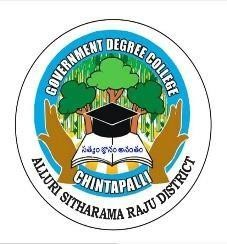 GOVERNMENT DEGREE COLLEGE
సత్యం జ్ఞానం అనంతం
CHINTAPALLI
ALLURI SITHARAMA RAJU DISTRICT